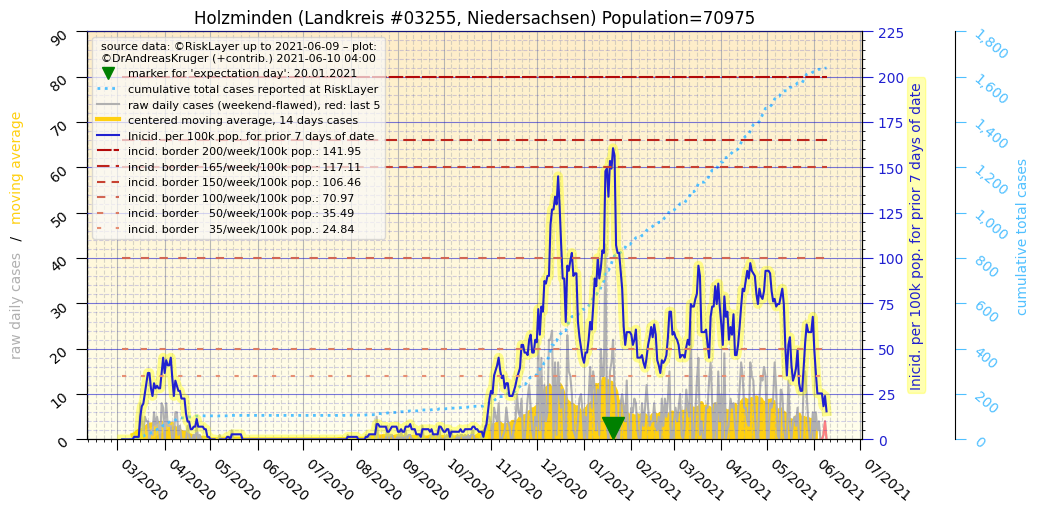 Holzminden (Landkreis #03255, Niedersachsen) Population=70975
source data: ©RiskLayer up to 2021-06-09 – plot:
©DrAndreasKruger (+contrib.) 2021-06-10 04:00
marker for 'expectation day': 20.01.2021
cumulative total cases reported at RiskLayer
raw daily cases (weekend-flawed), red: last 5
centered moving average, 14 days cases
Inicid. per 100k pop. for prior 7 days of date
incid. border 200/week/100k pop.: 141.95
incid. border 165/week/100k pop.: 117.11
incid. border 150/week/100k pop.: 106.46
incid. border 100/week/100k pop.: 70.97
incid. border 50/week/100k pop.: 35.49
incid. border 35/week/100k pop.: 24.84
raw daily cases / moving average
90
80
70
60
50
40
30
20
10
0
225
200
175
150
125
100
75
50
25
0
Inicid. per 100k pop. for prior 7 days of date
1,800
1,600
1,400
1,200
1,000
800
600
400
200
0
cumulative total cases
03/2020
04/2020
05/2020
06/2020
07/2020
08/2020
09/2020
10/2020
11/2020
12/2020
01/2021
02/2021
03/2021
04/2021
05/2021
06/2021
07/2021